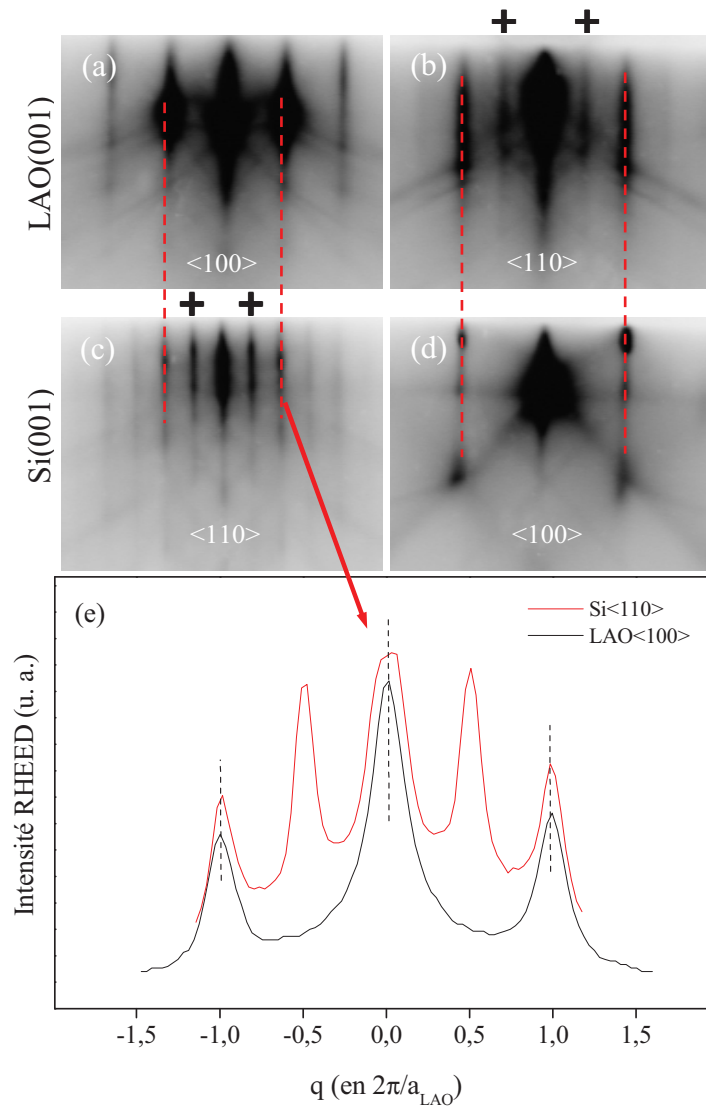 + +
(a)
(b)
LAO(001)
<100>
<110>
+ +
(c)
(d)
Si(001)
<110>
<100>
(e)
Si<110>
LAO<100>
Intensité RHEED (u. a.)
-1,5 -1,0 -0,5 0,0 0,5 1,0 1,5
q (en 2π/a_LAO)